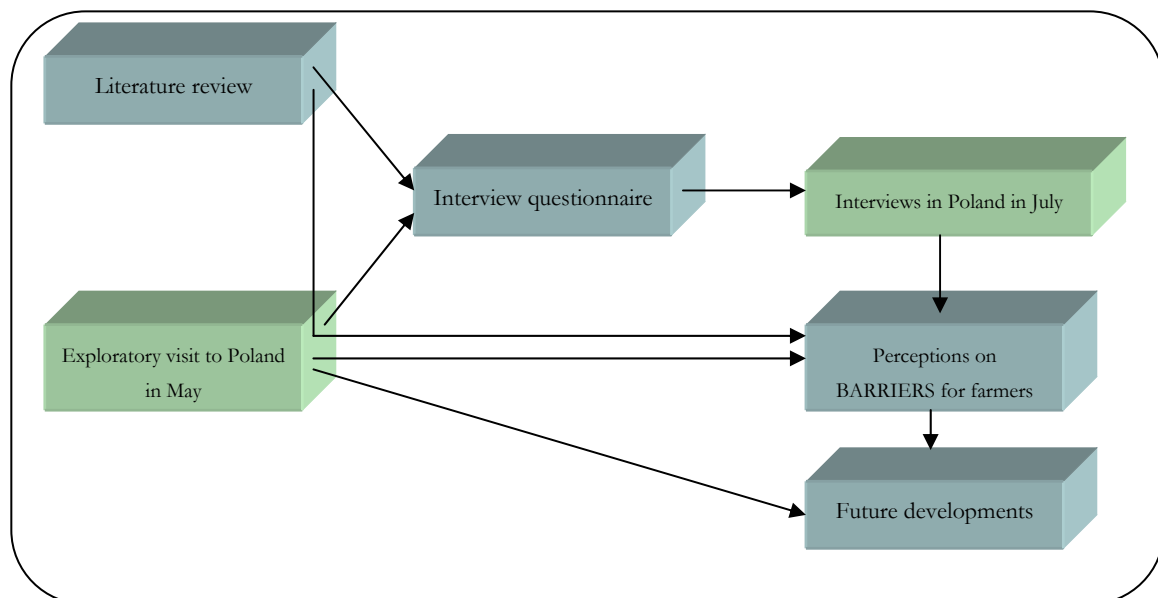 Literature review
Interview questionnaire
Interviews in Poland in July
Exploratory visit to Poland
in May
Perceptions on
BARRIERS for farmers
Future developments